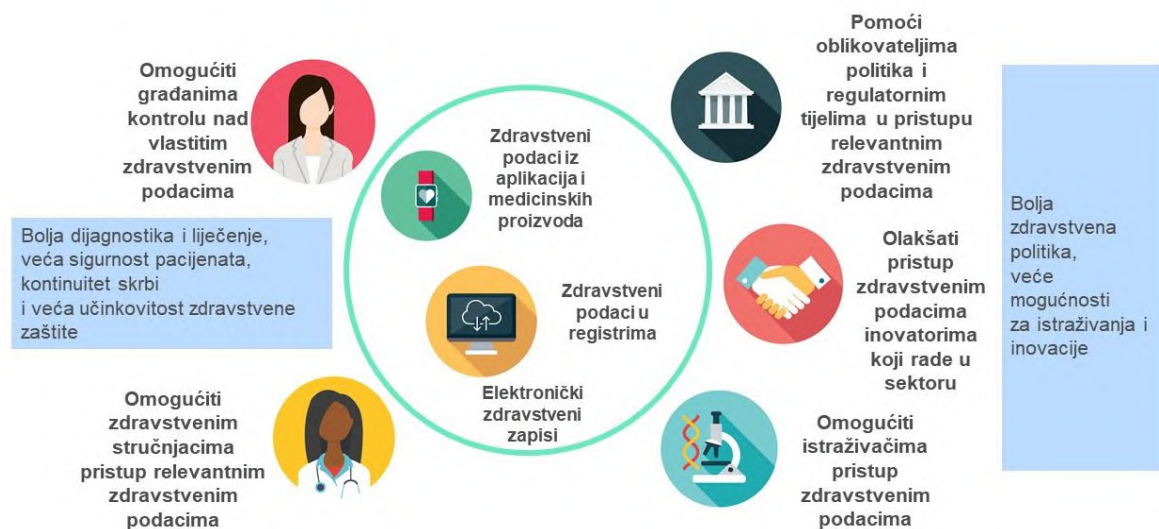 Omogućiti
građanima
kontrolu nad
vlastitim
zdravstvenim
podacima
Bolja dijagnostika i liječenje,
veća sigurnost pacijenata,
kontinuitet skrbi
i veća učinkovitost zdravstvene
zaštite
Omogućiti
zdravstvenim
stručnjacima
pristup relevantnim
zdravstvenim
podacima
Zdravstveni
podaci iz
aplikacija i
medicinskih
proizvoda
Zdravstveni
podaci u
registrima
Elektronički
zdravstveni
zapisi
Pomoći
oblikovateljima
politika i
regulatornim
tijelima u pristupu
relevantnim
zdravstvenim
podacima
Olakšati
pristup
zdravstvenim
podacima
inovatorima
koji rade u
sektoru
Omogućiti
istraživačima
pristup
zdravstvenim
podacima
Bolja
zdravstvena
politika,
veće
mogućnosti
za istraživanja i
inovacije